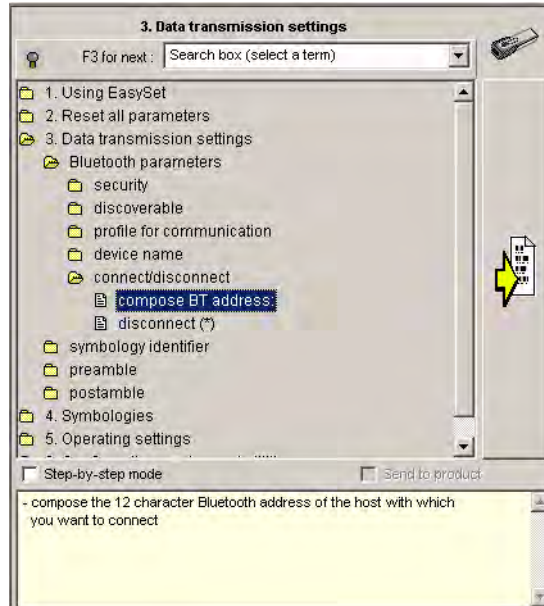 3. Data transmission settings
F3 for next : Search box (select a term)
1. Using EasySet
2. Reset all parameters
3. Data transmission settings
Bluetooth parameters
security
discoverable
profile for communication
device name
connect/disconnect
compose BT address:
disconnect (*)
symbology identifier
preamble
postamble
4. Symbologies
5. Operating settings
Step-by-step mode Send to product
- compose the 12 character Bluetooth address of the host with which
you want to connect